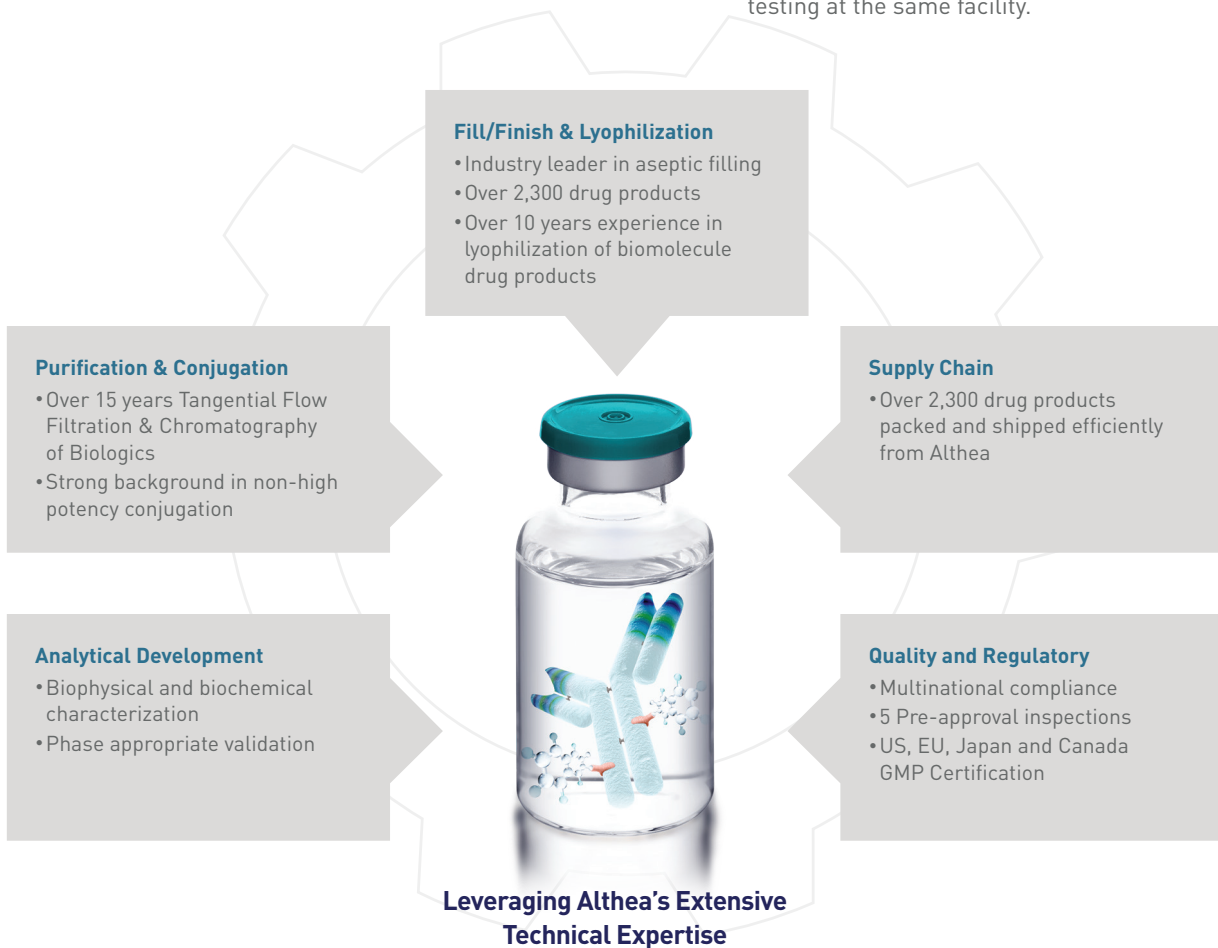 testing at the same facility.
Fill/Finish & Lyophilization
• Industry leader in aseptic filling
• Over 2,300 drug products
• Over 10 years experience in
lyophilization of biomolecule
drug products
Purification & Conjugation
• Over 15 years Tangential Flow
Filtration & Chromatography
of Biologics
• Strong background in non-high
potency conjugation
Supply Chain
• Over 2,300 drug products
packed and shipped efficiently
from Althea
Analytical Development
• Biophysical and biochemical
characterization
• Phase appropriate validation
Quality and Regulatory
• Multinational compliance
• 5 Pre-approval inspections
• US, EU, Japan and Canada
GMP Certification
Leveraging Althea’s Extensive
Technical Expertise